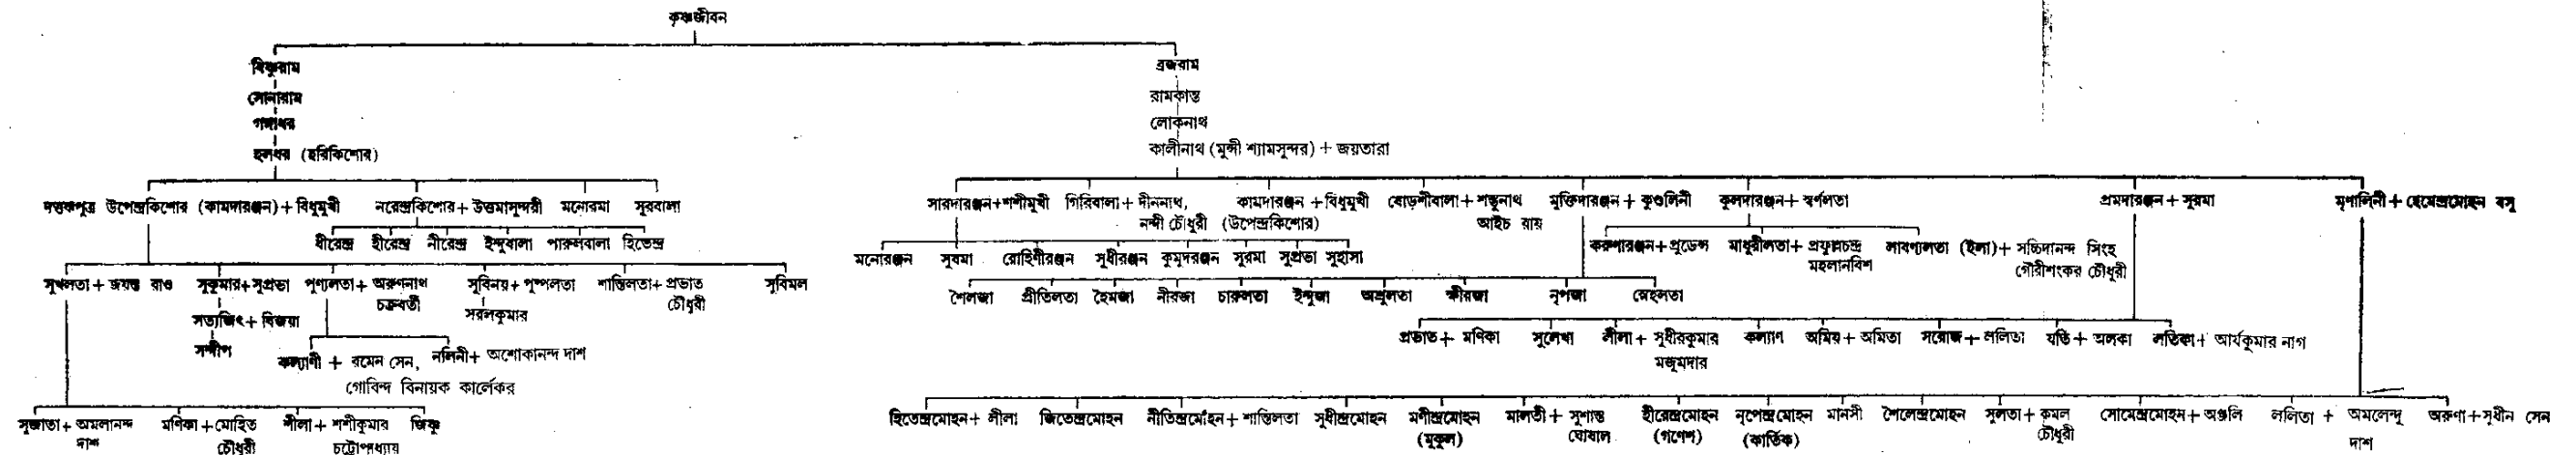 কৃষ্ণজীবন
বিষ্ণুরাম ব্রজরাম
সোনারাম রামকান্ত
গঙ্গাধর লোকনাথ
হলধর (হরিকিশোর) কালীনাথ (মুন্সী শ্যামসুন্দর) + জয়তারা
দত্তকপুত্র উপেন্দ্রকিশোর (কামদারঞ্জন) + বিধুমুখী নরেন্দ্রকিশোর + উত্তমাসুন্দরী মনোরমা সুরবালা সারদারঞ্জন + শশীমুখী গিরিবালা + দীননাথ, কামদারঞ্জন + বিধুমুখী ষোড়শীবালা + শম্ভুনাথ মুক্তিদারঞ্জন + কুণ্ডলিনী কুলদারঞ্জন + স্বর্ণলতা প্রমদারঞ্জন + সুরমা মৃণালিনী + হেমেন্দ্রমোহন বসু
নন্দী চৌধুরী (উপেন্দ্রকিশোর) আইচ রায়
ধীরেন্দ্র হীরেন্দ্র নীরেন্দ্র ইন্দুবালা পারুলবালা হিতেন্দ্র করুণারঞ্জন + প্রুডেন্স মাধুরীলতা + প্রফুল্লচন্দ্র লাবণ্যলতা (ইলা) + সচ্চিদানন্দ সিংহ
মহলানবিশ গৌরীশংকর চৌধুরী
মনোরঞ্জন সুষমা রোহিণীরঞ্জন সুধীরঞ্জন কুমুদরঞ্জন সুরমা সুপ্রভা সুহাসা
সুখলতা + জয়ন্ত রাও সুকুমার + সুপ্রভা পুণ্যলতা + অরুণনাথ সুবিনয় + পুষ্পলতা শান্তিলতা + প্রভাত সুবিমল
চক্রবর্তী সরলকুমার চৌধুরী
শৈলজা প্রীতিলতা হৈমজা নীরজা চারুলতা ইন্দুজা অশ্রুলতা ক্ষীরজা নৃপজা স্নেহলতা
সত্যজিৎ + বিজয়া
সন্দীপ
প্রভাত + মণিকা সুলেখা লীলা + সুধীরকুমার কল্যাণ অমিয় + অমিতা সরোজ + ললিতা যতি + অলকা লতিকা + আর্যকুমার নাগ
মজুমদার
কল্যাণী + রমেন সেন, নলিনী + অশোকানন্দ দাশ
গোবিন্দ বিনায়ক কার্লেকর
সুজাতা + অমলানন্দ মণিকা + মোহিত শীলা + শশীকুমার জিষ্ণু
দাশ চৌধুরী চট্টোপাধ্যায়
হিতেন্দ্রমোহন + লীলা জিতেন্দ্রমোহন নীতিন্দ্রমোহন + শান্তিলতা সুধীন্দ্রমোহন মণীন্দ্রমোহন মালতী + সুশান্ত হীরেন্দ্রমোহন নৃপেন্দ্রমোহন মানসী শৈলেন্দ্রমোহন সুলতা + কমল সোমেন্দ্রমোহন + অঞ্জলি ললিতা + অমলেন্দু অরুণা + সুধীন সেন
(মুকুল) ঘোষাল (গণেশ) (কার্তিক) চৌধুরী দাশ